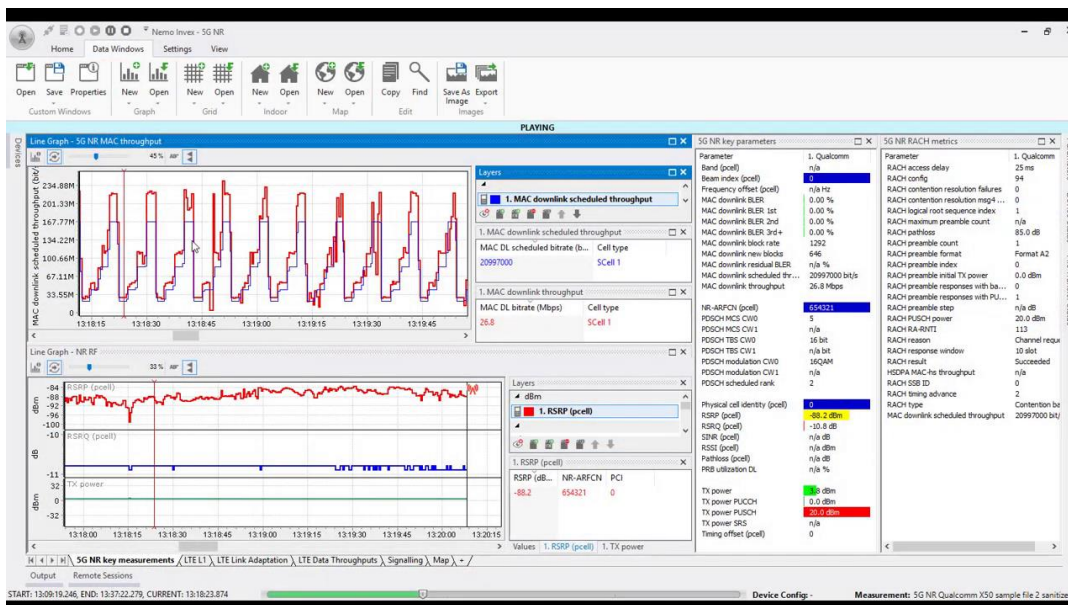 Nemo Invex - 5G NR
Home Data Windows Settings View
Open Save Properties New Open New Open New Open New Open Copy Find Save As Image Export
Custom Windows Graph Grid Indoor Map Edit Images
PLAYING
Devices
Line Graph - 5G NR MAC throughput
45%
MAC downlink scheduled throughput (bit/s
234.88M
201.33M
167.77M
134.22M
100.66M
67.11M
33.55M
0
13:18:15 13:18:30 13:18:45 13:19:00 13:19:15 13:19:30 13:19:45
Layers
1. MAC downlink scheduled throughput
1. MAC downlink scheduled throughput
MAC DL scheduled bitrate (b... Cell type
20997000 SCell 1
1. MAC downlink throughput
MAC DL bitrate (Mbps) Cell type
26.8 SCell 1
Line Graph - NR RF
33%
RSRP (pcell)
dBm
-84
-88
-92
-96
-100
RSRQ (pcell)
dB
-10
-11
TX power
dBm
32
0
-32
13:18:00 13:18:15 13:18:30 13:18:45 13:19:00 13:19:15 13:19:30 13:19:45 13:20:00 13:20:15
Layers
dBm
1. RSRP (pcell)
1. RSRP (pcell)
RSRP (dB... NR-ARFCN PCI
-88.2 654321 0
Values 1. RSRP (pcell) 1. TX power
5G NR key parameters
Parameter 1. Qualcomm
Band (pcell) n/a
Beam index (pcell) 0
Frequency offset (pcell) n/a Hz
MAC downlink BLER 0.00 %
MAC downlink BLER 1st 0.00 %
MAC downlink BLER 2nd 0.00 %
MAC downlink BLER 3rd+ 0.00 %
MAC downlink block rate 1292
MAC downlink new blocks 646
MAC downlink residual BLER n/a %
MAC downlink scheduled thr... 20997000 bit/s
MAC downlink throughput 26.8 Mbps
NR-ARFCN (pcell) 654321
PDSCH MCS CW0 5
PDSCH MCS CW1 n/a
PDSCH TBS CW0 16 bit
PDSCH TBS CW1 n/a bit
PDSCH modulation CW0 16QAM
PDSCH modulation CW1 n/a
PDSCH scheduled rank 2
Physical cell identity (pcell) 0
RSRP (pcell) -88.2 dBm
RSRQ (pcell) -10.8 dB
SINR (pcell) n/a dB
RSSI (pcell) n/a dBm
Pathloss (pcell) n/a dB
PRB utilization DL n/a %
TX power 3.8 dBm
TX power PUCCH 0.0 dBm
TX power PUSCH 20.0 dBm
TX power SRS n/a
Timing offset (pcell) 0
5G NR RACH metrics
Parameter 1. Qualcomm
RACH access delay 25 ms
RACH config 94
RACH contention resolution failures 0
RACH contention resolution msg4 ... 0
RACH logical root sequence index 1
RACH maximum preamble count n/a
RACH pathloss 85.0 dB
RACH preamble count 1
RACH preamble format Format A2
RACH preamble index 0
RACH preamble initial TX power 0.0 dBm
RACH preamble responses with ba... 0
RACH preamble responses with PU... 1
RACH preamble step n/a dB
RACH PUSCH power 20.0 dBm
RACH RA-RNTI 113
RACH reason Channel reque
RACH response window 10 slot
RACH result Succeeded
HSDPA MAC-hs throughput n/a
RACH SSB ID 0
RACH timing advance 2
RACH type Contention ba
MAC downlink scheduled throughput 20997000 bit/
5G NR key measurements LTE L1 LTE Link Adaptation LTE Data Throughputs Signalling Map +
Output Remote Sessions
START: 13:09:19.246, END: 13:37:22.279, CURRENT: 13:18:23.874 Device Config: - Measurement: 5G NR Qualcomm X50 sample file 2 sanitize